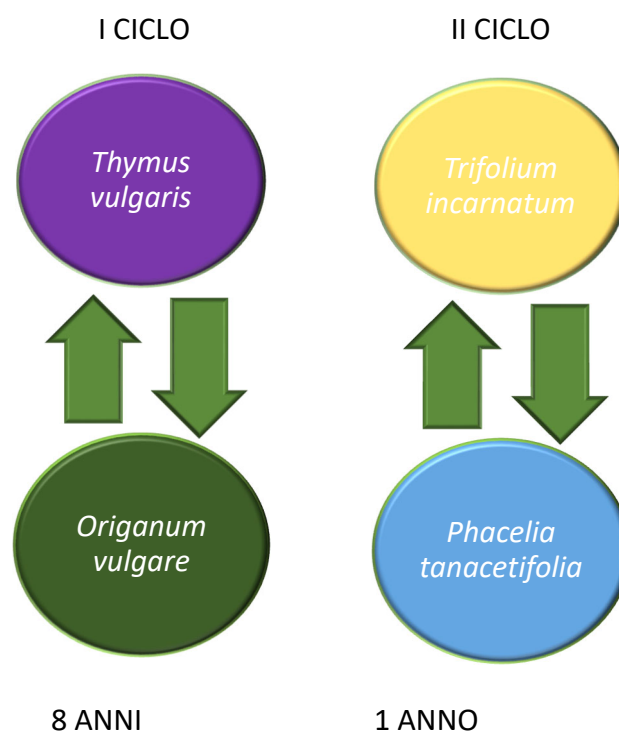 I CICLO
II CICLO
Thymus
vulgaris
Trifolium
incarnatum
Origanum
vulgare
Phacelia
tanacetifolia
8 ANNI
1 ANNO